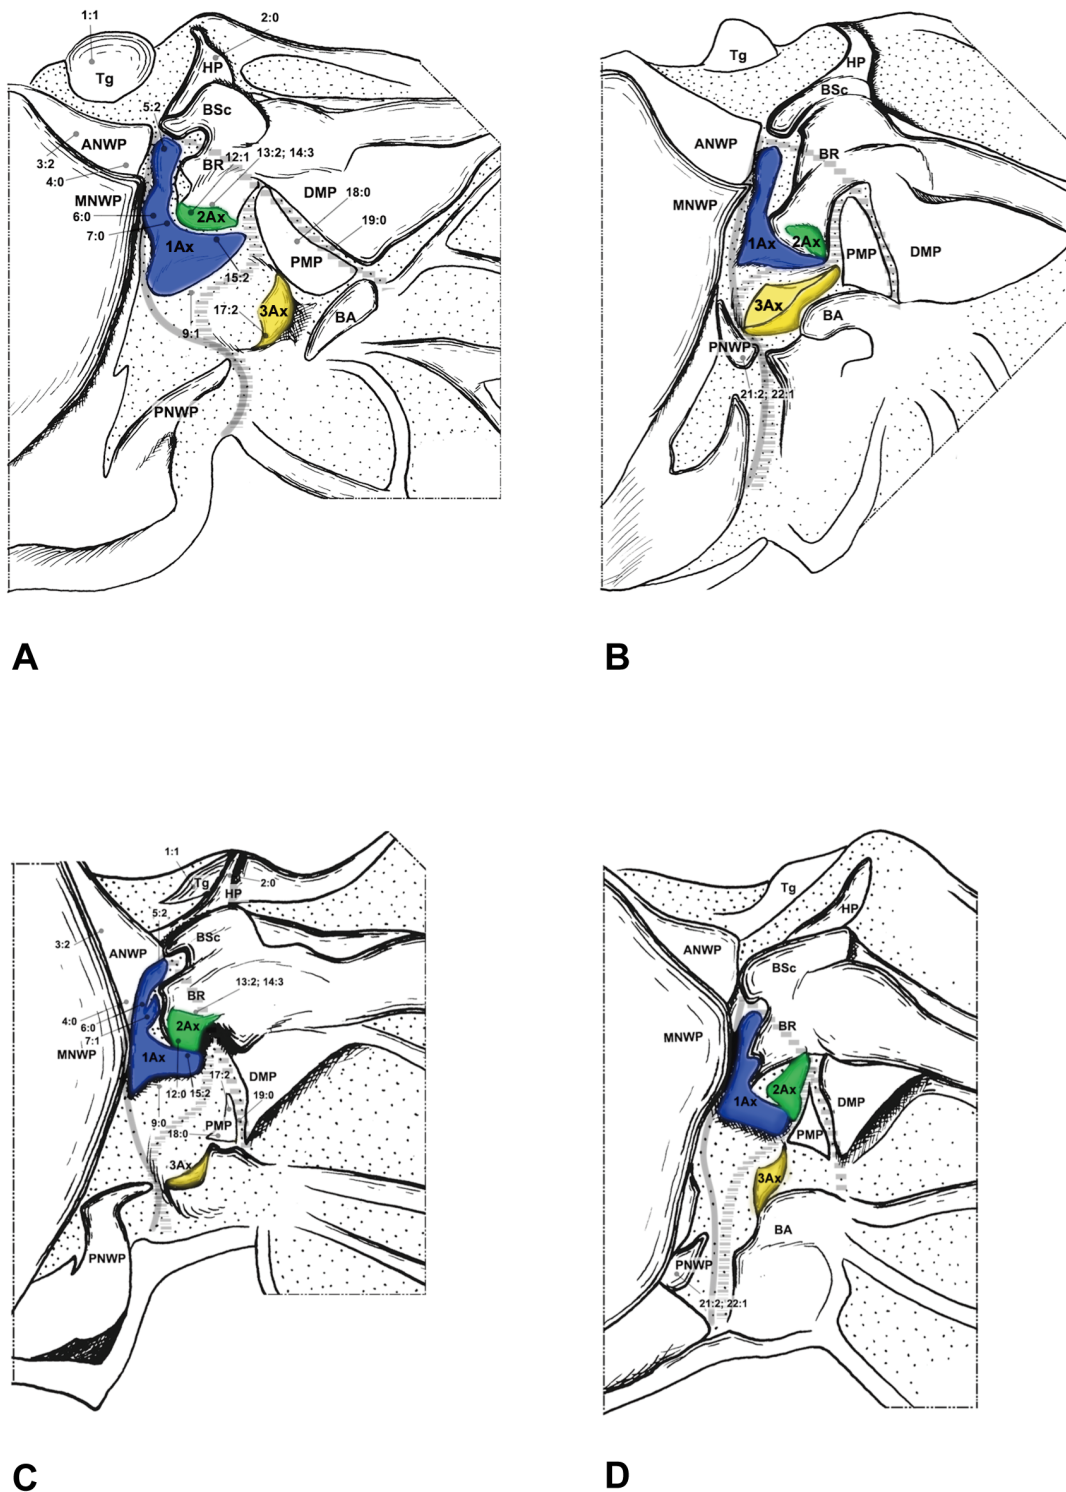 1:1
2:0
Tg
HP
5:2
BSc
ANWP
3:2
4:0
BR
12:1
13:2; 14:3
MNWP
DMP
18:0
6:0
2Ax
19:0
7:0
1Ax
PMP
15:2
17:2
3Ax
BA
9:1
PNWP
A
Tg
HP
BSc
ANWP
BR
MNWP
1Ax
2Ax
PMP
DMP
3Ax
BA
PNWP
21:2; 22:1
B
1:1
Tg
2:0
HP
5:2
BSc
3:2
ANWP
13:2; 14:3
BR
4:0
6:0
7:1
2Ax
MNWP
1Ax
17:2
DMP
12:0
15:2
19:0
9:0
18:0
PMP
3Ax
PNWP
C
Tg
HP
ANWP
BSc
BR
MNWP
2Ax
1Ax
DMP
PMP
3Ax
BA
PNWP
21:2; 22:1
D